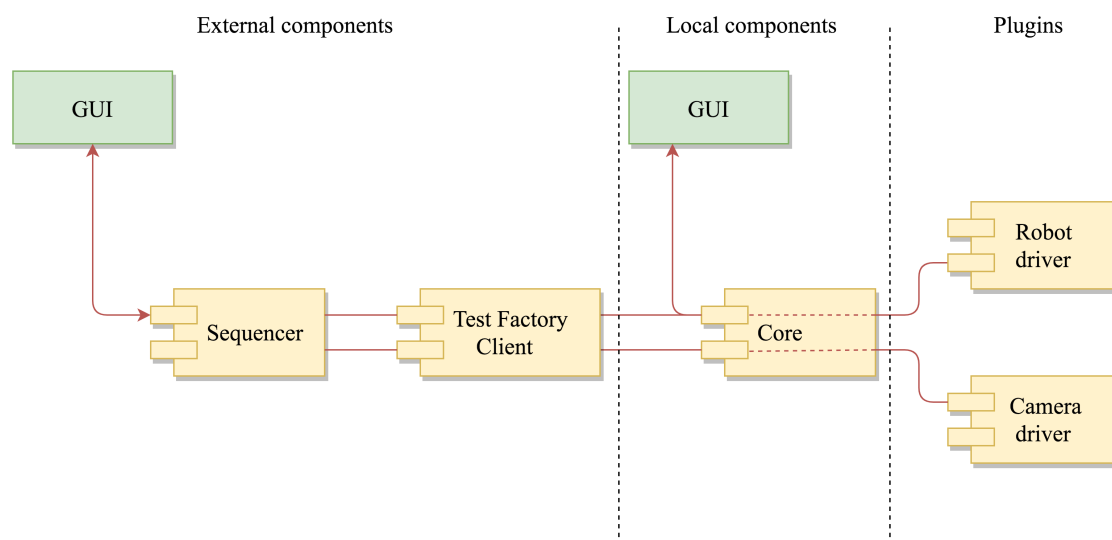 External components
Local components
Plugins
GUI
GUI
Sequencer
Test Factory
Client
Core
Robot
driver
Camera
driver